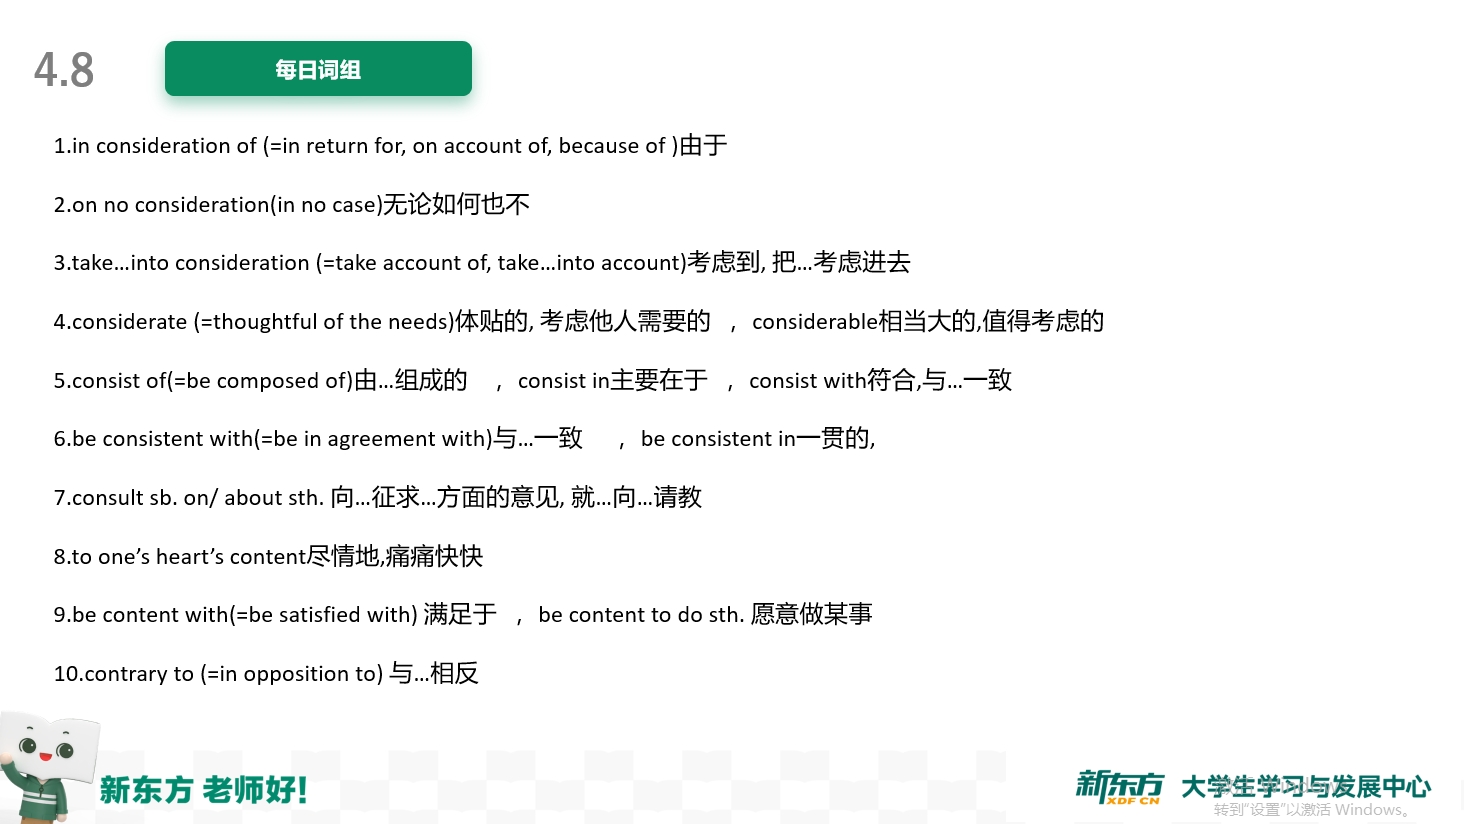 4.8
每日词组
1.in consideration of (=in return for, on account of, because of )由于
2.on no consideration(in no case)无论如何也不
3.take...into consideration (=take account of, take...into account)考虑到, 把...考虑进去
4.considerate (=thoughtful of the needs)体贴的, 考虑他人需要的 ，considerable相当大的,值得考虑的
5.consist of(=be composed of)由...组成的 ，consist in主要在于 ，consist with符合,与...一致
6.be consistent with(=be in agreement with)与...一致 ，be consistent in一贯的,
7.consult sb. on/ about sth. 向...征求...方面的意见, 就...向...请教
8.to one’s heart’s content尽情地,痛痛快快
9.be content with(=be satisfied with) 满足于 ，be content to do sth. 愿意做某事
10.contrary to (=in opposition to) 与...相反
新东方 老师好!
新东方 XDF.CN 大学生学习与发展中心
激活 Windows
转到“设置”以激活 Windows。